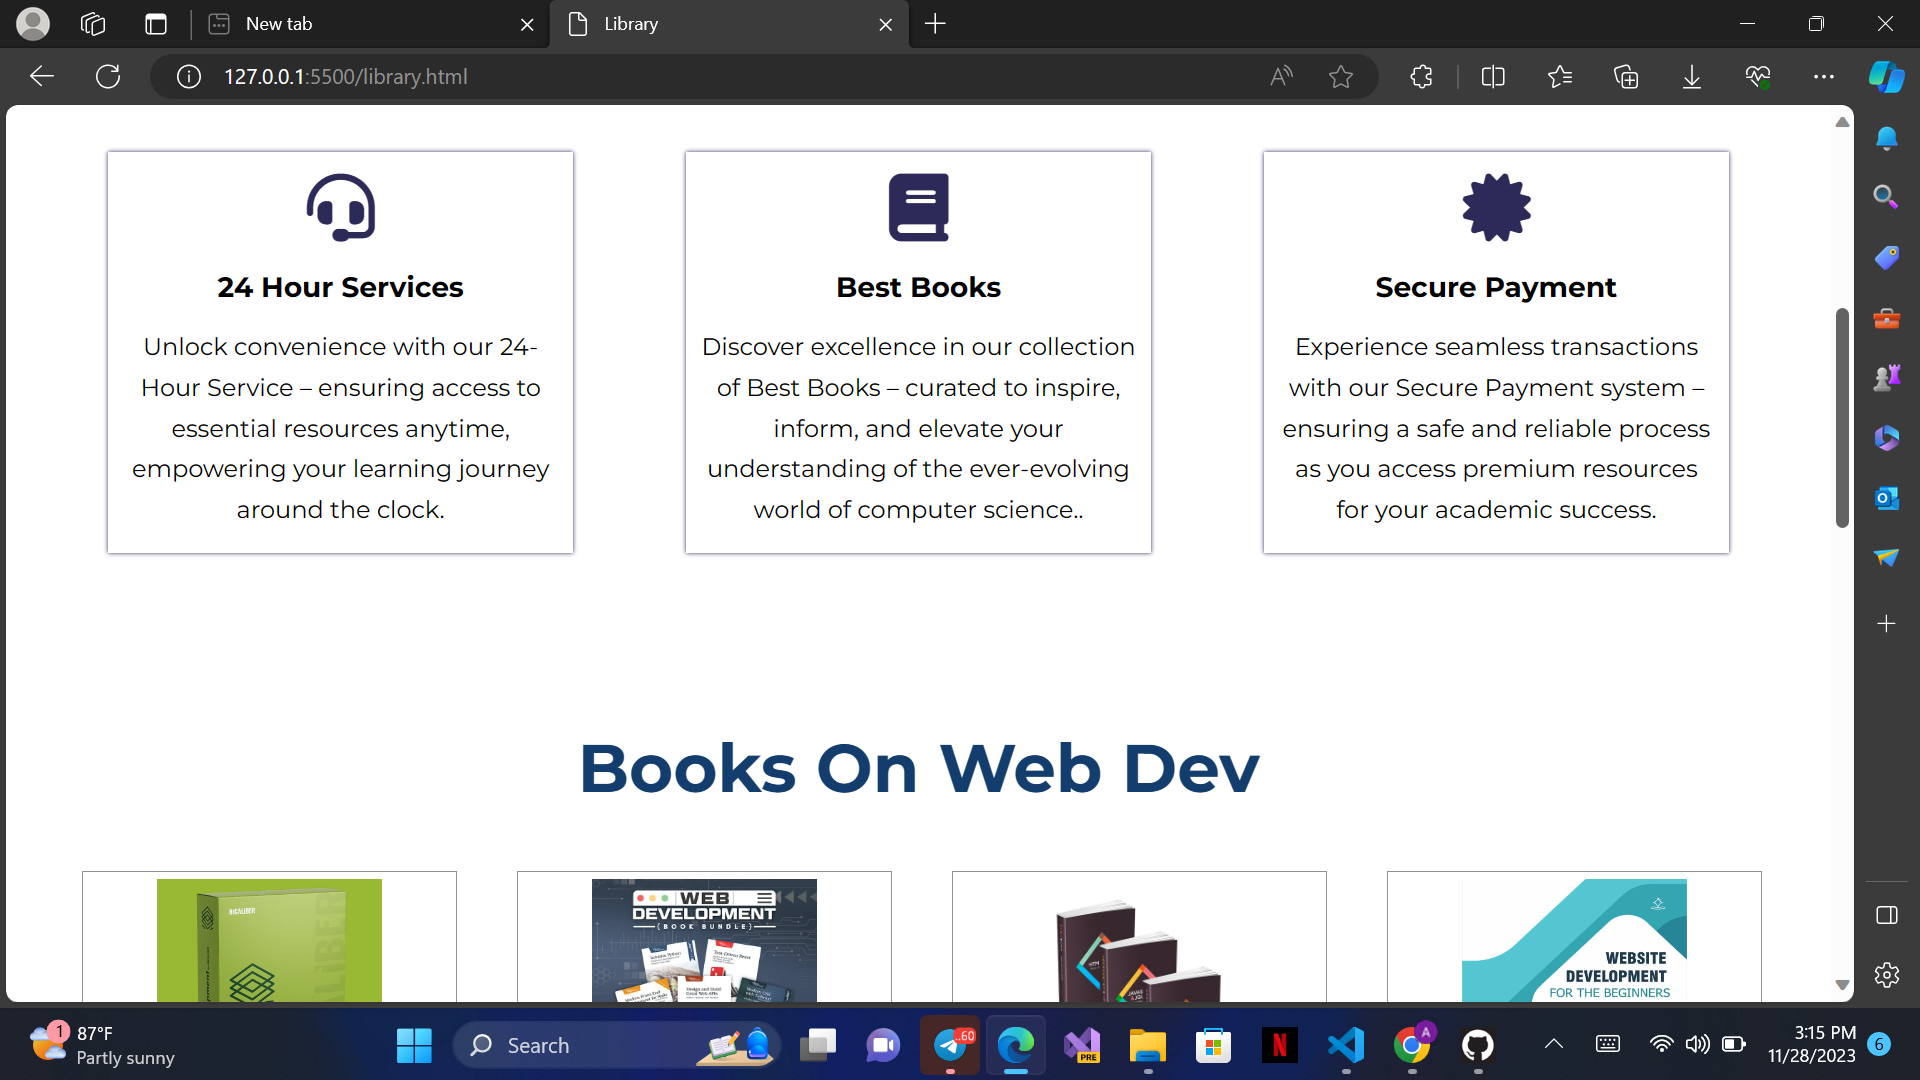 New tab
Library
127.0.0.1:5500/library.html
24 Hour Services
Unlock convenience with our 24-
Hour Service – ensuring access to
essential resources anytime,
empowering your learning journey
around the clock.
Best Books
Discover excellence in our collection
of Best Books – curated to inspire,
inform, and elevate your
understanding of the ever-evolving
world of computer science..
Secure Payment
Experience seamless transactions
with our Secure Payment system –
ensuring a safe and reliable process
as you access premium resources
for your academic success.
Books On Web Dev
WEB
DEVELOPMENT
{BOOK BUNDLE}
WEBSITE
DEVELOPMENT
FOR THE BEGINNERS
1
87°F
Partly sunny
Search
..60
PRE
A
3:15 PM
11/28/2023
6